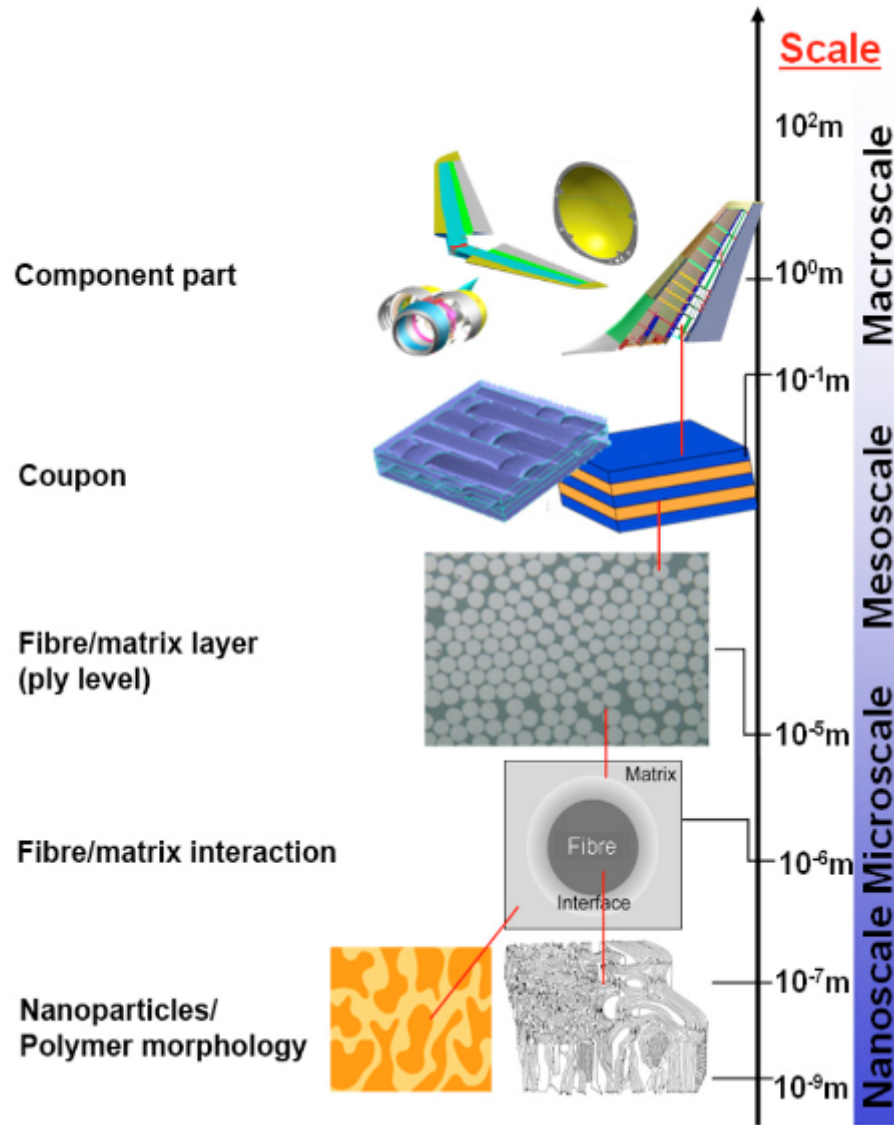 Scale
10²m
Component part
10⁰m
Macroscale
10⁻¹m
Coupon
Mesoscale
Fibre/matrix layer
(ply level)
10⁻⁵m
Matrix
Fibre
Interface
Fibre/matrix interaction
10⁻⁶m
Microscale
10⁻⁷m
Nanoparticles/
Polymer morphology
10⁻⁹m
Nanoscale